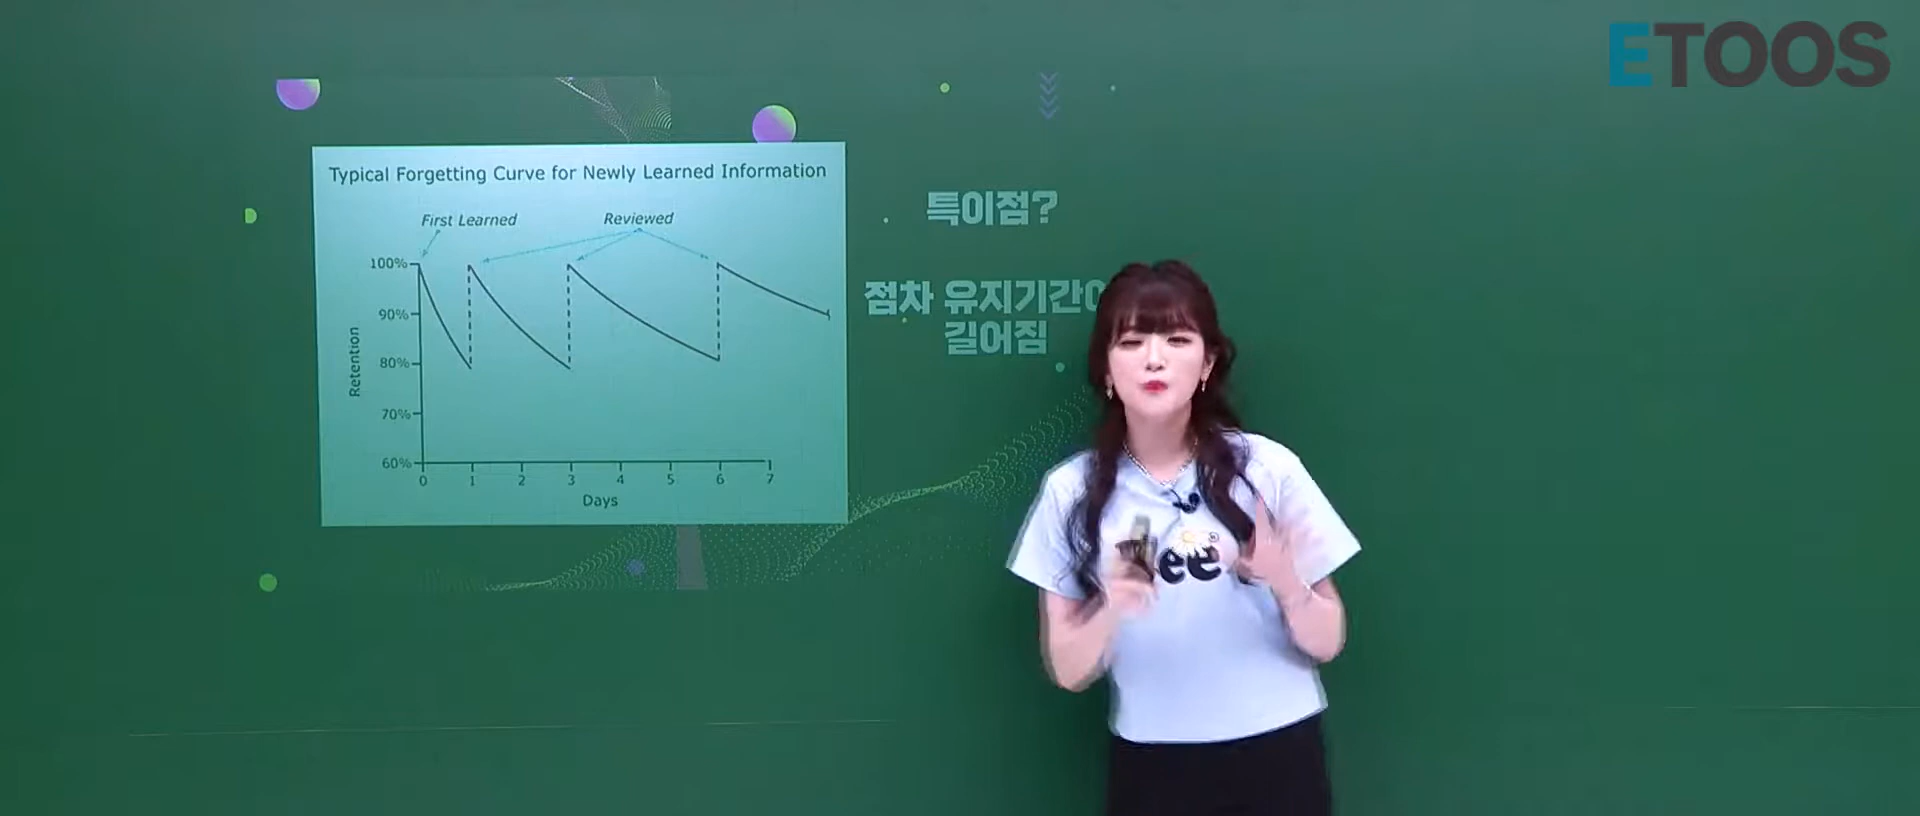 ETOOS
Typical Forgetting Curve for Newly Learned Information
First Learned
Reviewed
100%
90%
80%
70%
60%
Retention
0 1 2 3 4 5 6 7
Days
특이점?
점차 유지기간이
길어짐